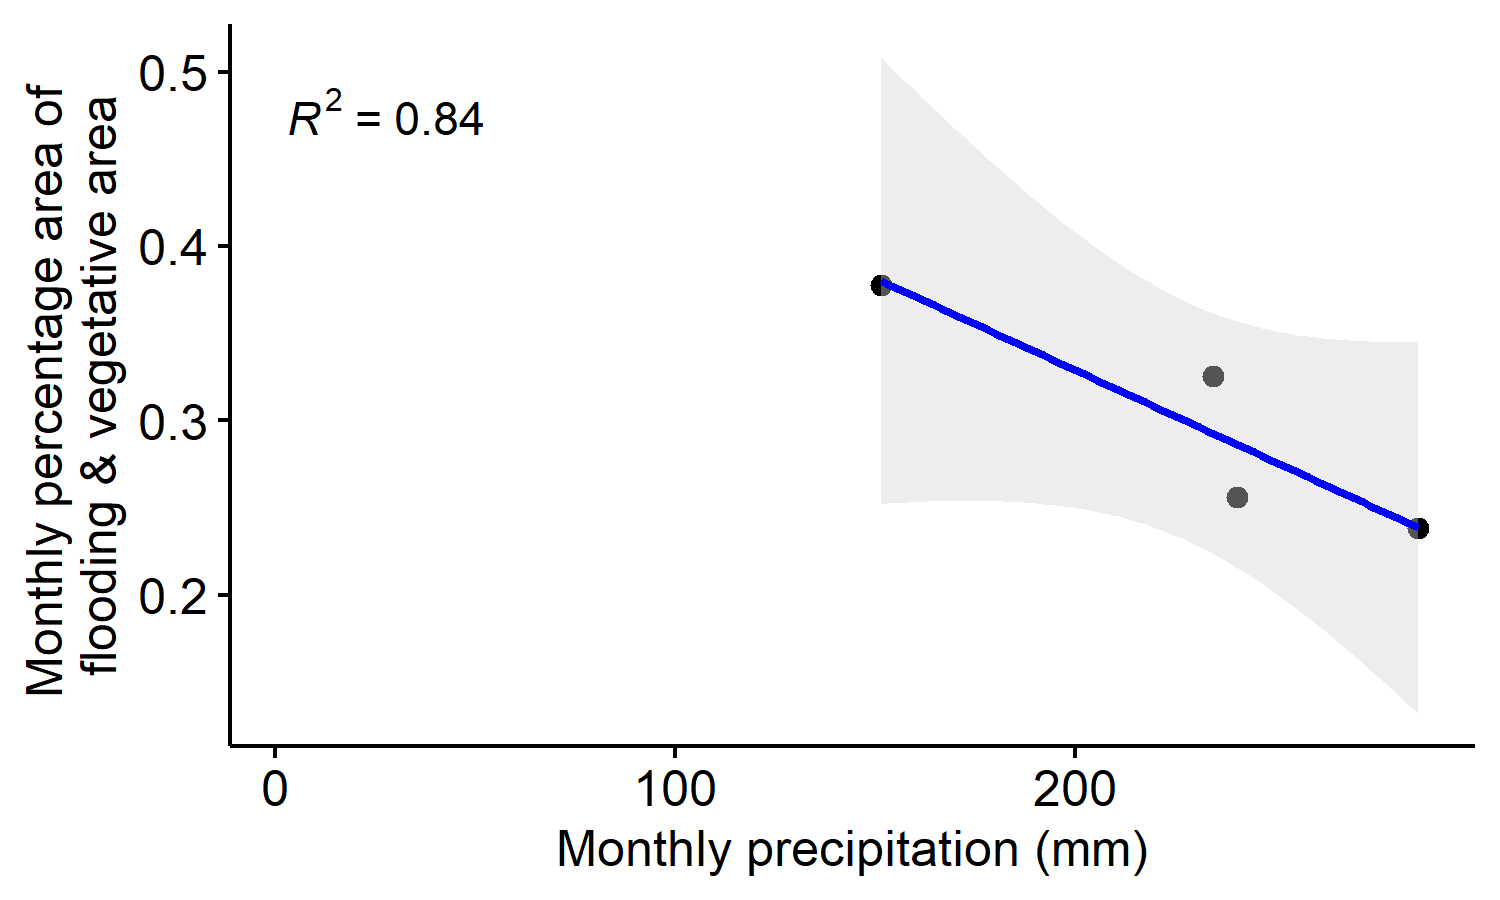 Monthly percentage area of
flooding & vegetative area
0.5
0.4
0.3
0.2
R² = 0.84
0 100 200
Monthly precipitation (mm)